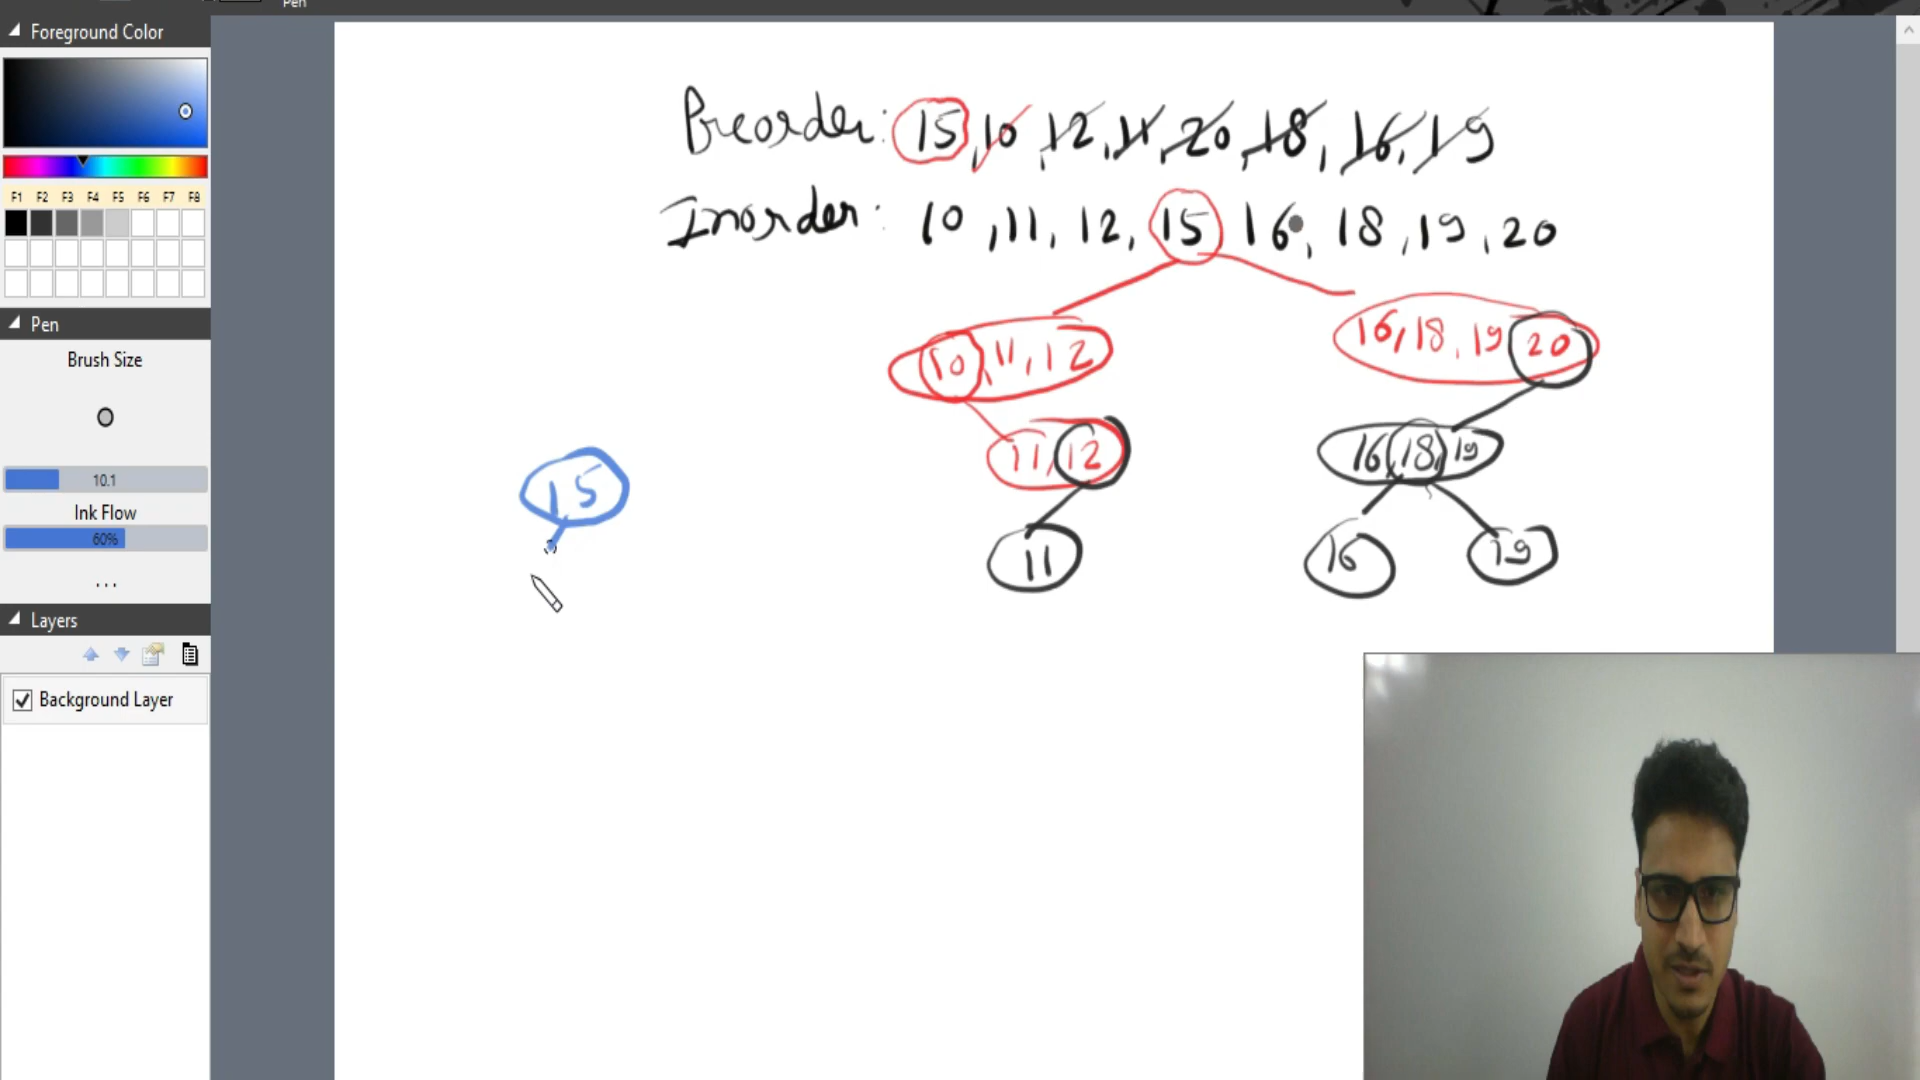 Pen
Foreground Color
Preorder: 15, 10, 12, 11, 20, 18, 16, 19
F1 F2 F3 F4 F5 F6 F7 F8
Inorder: 10, 11, 12, 15 16, 18, 19, 20
Pen
Brush Size
10, 11, 12
16, 18, 19 20
11, 12
16, 18, 19
15
10.1
Ink Flow
60%
...
11
16
19
Layers
Background Layer